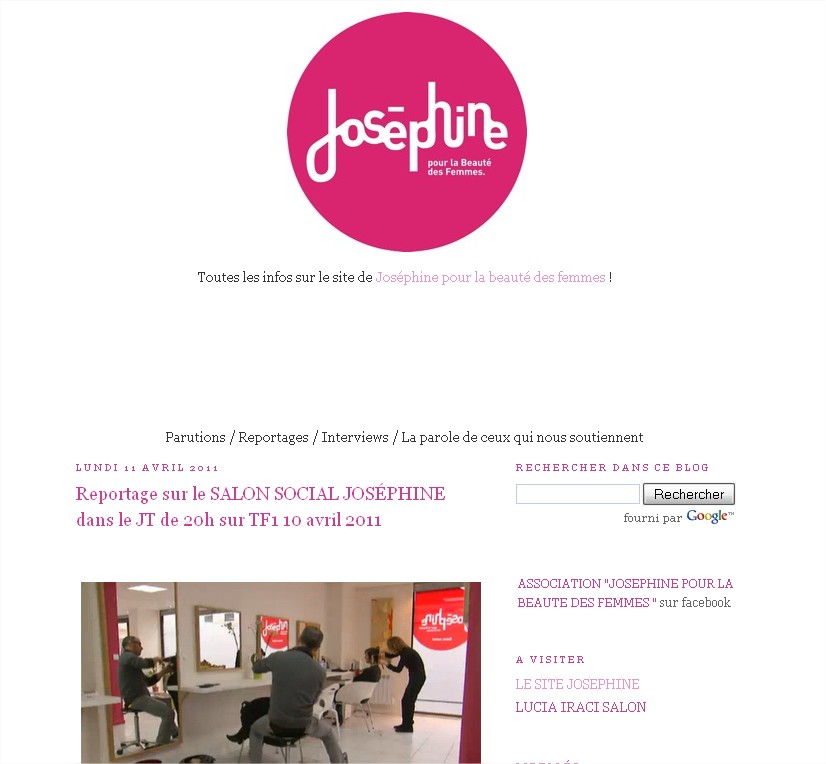 Joséphine
pour la Beauté
des Femmes.
Toutes les infos sur le site de Joséphine pour la beauté des femmes !
Parutions / Reportages / Interviews / La parole de ceux qui nous soutiennent
LUNDI 11 AVRIL 2011
Reportage sur le SALON SOCIAL JOSÉPHINE
dans le JT de 20h sur TF1 10 avril 2011
RECHERCHER DANS CE BLOG
Rechercher
fourni par Google™
ASSOCIATION "JOSEPHINE POUR LA
BEAUTE DES FEMMES " sur facebook
A VISITER
LE SITE JOSEPHINE
LUCIA IRACI SALON